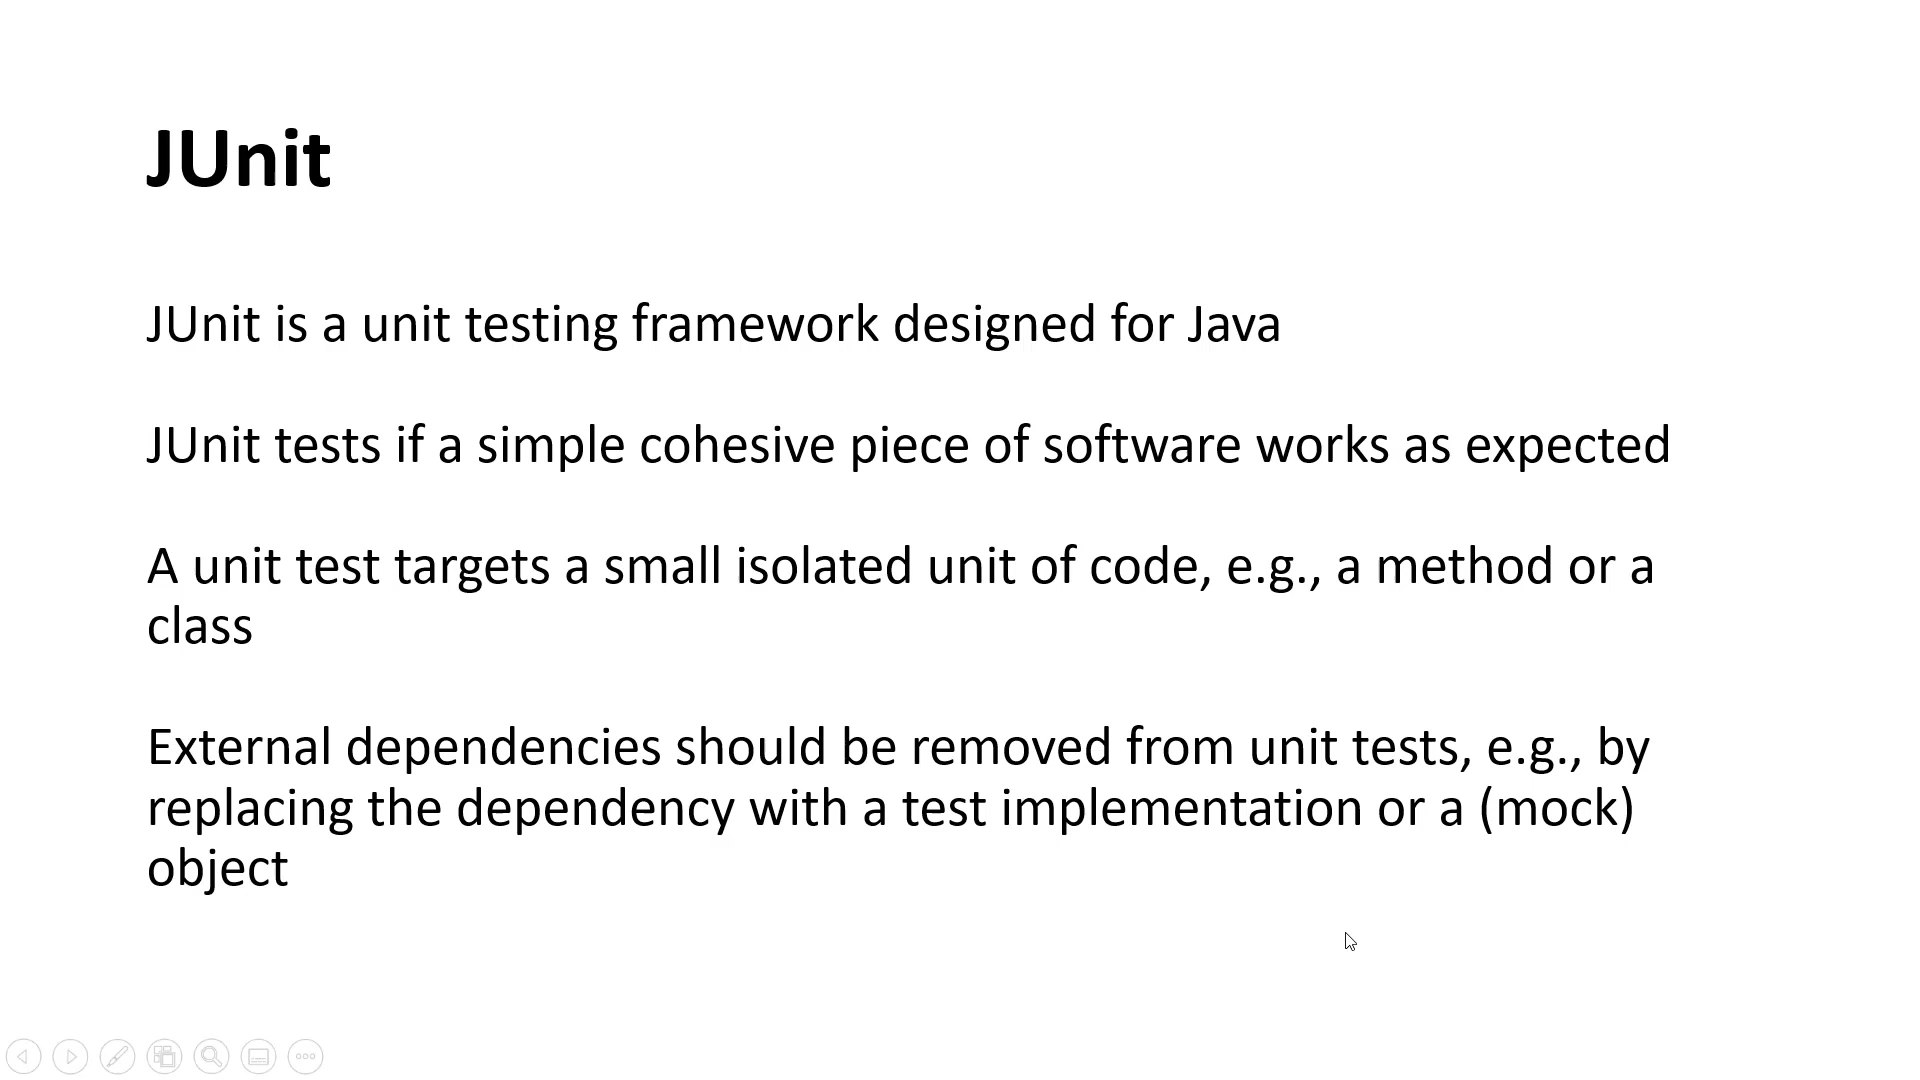 JUnit
JUnit is a unit testing framework designed for Java
JUnit tests if a simple cohesive piece of software works as expected
A unit test targets a small isolated unit of code, e.g., a method or a
class
External dependencies should be removed from unit tests, e.g., by
replacing the dependency with a test implementation or a (mock)
object